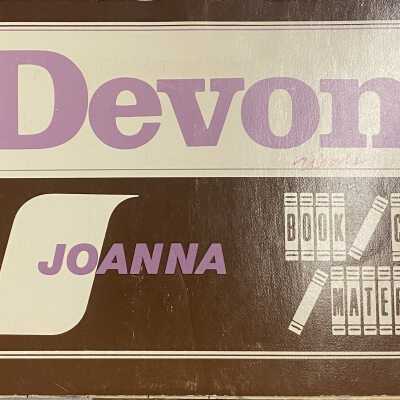 Devon
JOANNA
BOOK C
MATER